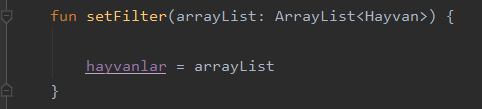 fun setFilter(arrayList: ArrayList<Hayvan>) {
hayvanlar = arrayList
}